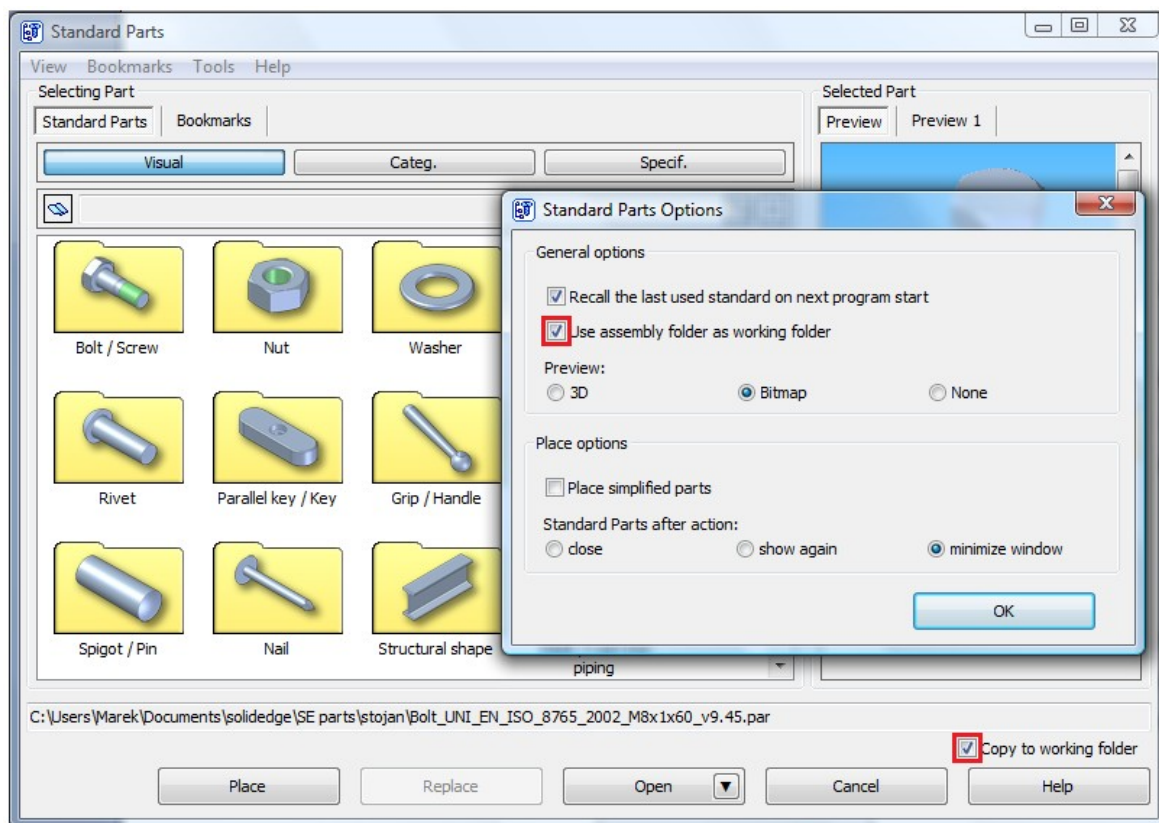 Standard Parts
View Bookmarks Tools Help
Selecting Part
Standard Parts Bookmarks
Visual Categ. Specif.
Bolt / Screw Nut Washer
Rivet Parallel key / Key Grip / Handle
Spigot / Pin Nail Structural shape
piping
Selected Part
Preview Preview 1
Standard Parts Options
General options
Recall the last used standard on next program start
Use assembly folder as working folder
Preview:
3D Bitmap None
Place options
Place simplified parts
Standard Parts after action:
close show again minimize window
OK
C:\Users\Marek\Documents\solidedge\SE parts\stojan\Bolt_UNI_EN_ISO_8765_2002_M8x1x60_v9.45.par
Copy to working folder
Place Replace Open Cancel Help